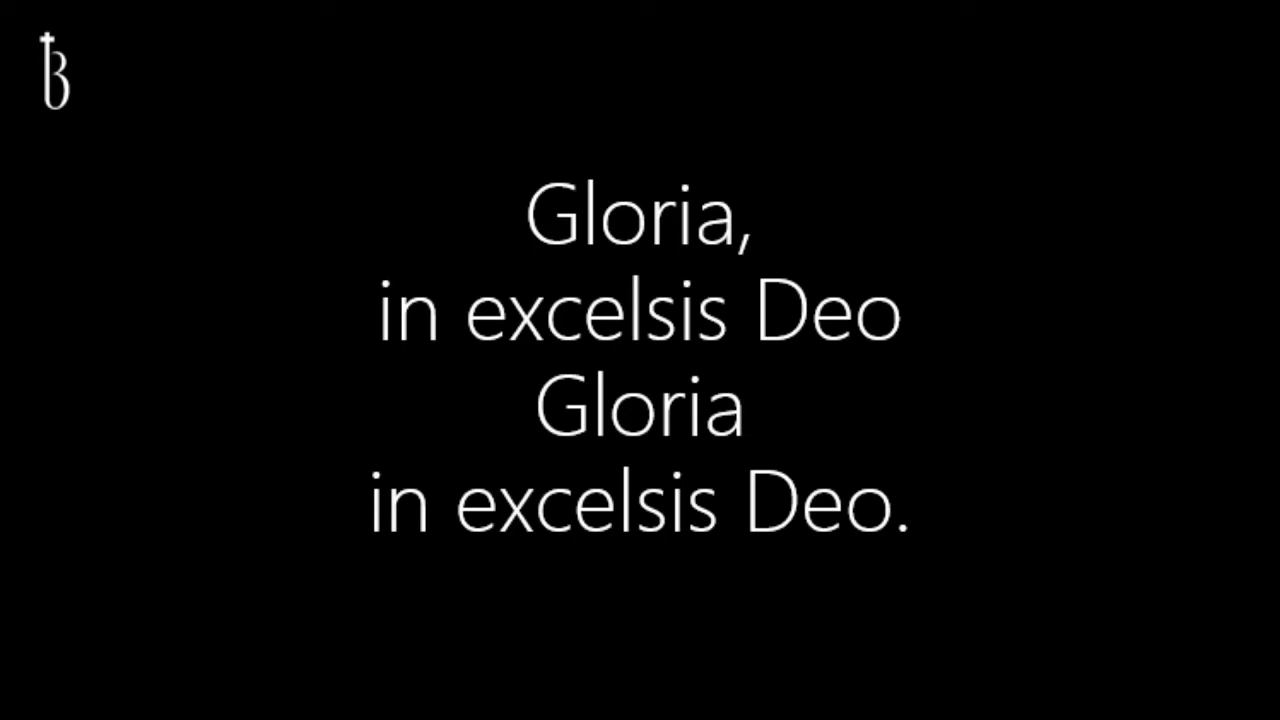 B
Gloria,
in excelsis Deo
Gloria
in excelsis Deo.